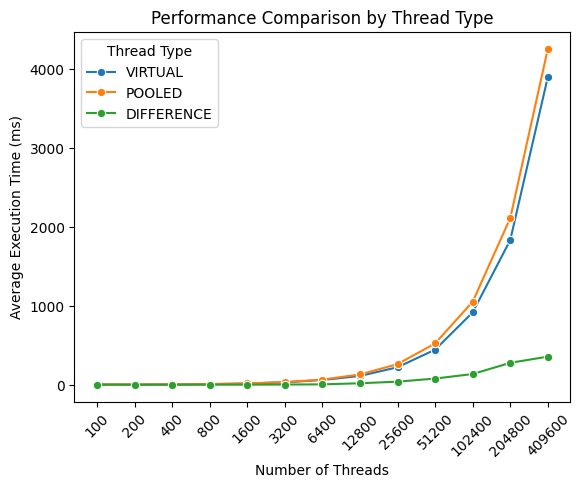 Performance Comparison by Thread Type
Thread Type
VIRTUAL
POOLED
DIFFERENCE
Average Execution Time (ms)
4000
3000
2000
1000
0
100
200
400
800
1600
3200
6400
12800
25600
51200
102400
204800
409600
Number of Threads